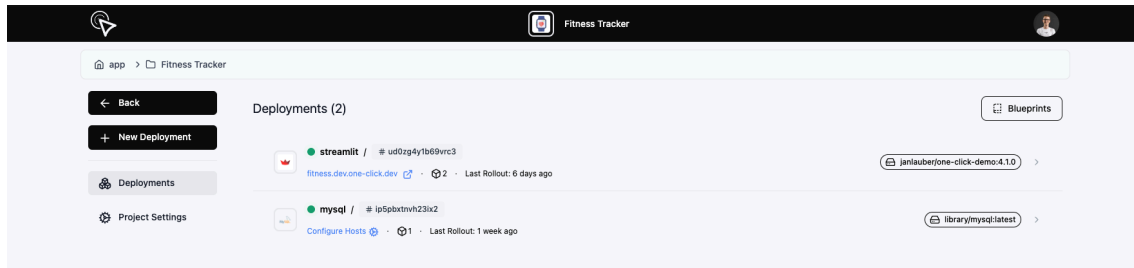 Fitness Tracker
app > Fitness Tracker
Back
New Deployment
Deployments
Project Settings
Deployments (2)
Blueprints
streamlit / # ud0zg4y1b69vrc3
fitness.dev.one-click.dev · 2 · Last Rollout: 6 days ago
janlauber/one-click-demo:4.1.0
mysql / # ip5pbxtnvh23ix2
Configure Hosts · 1 · Last Rollout: 1 week ago
library/mysql:latest